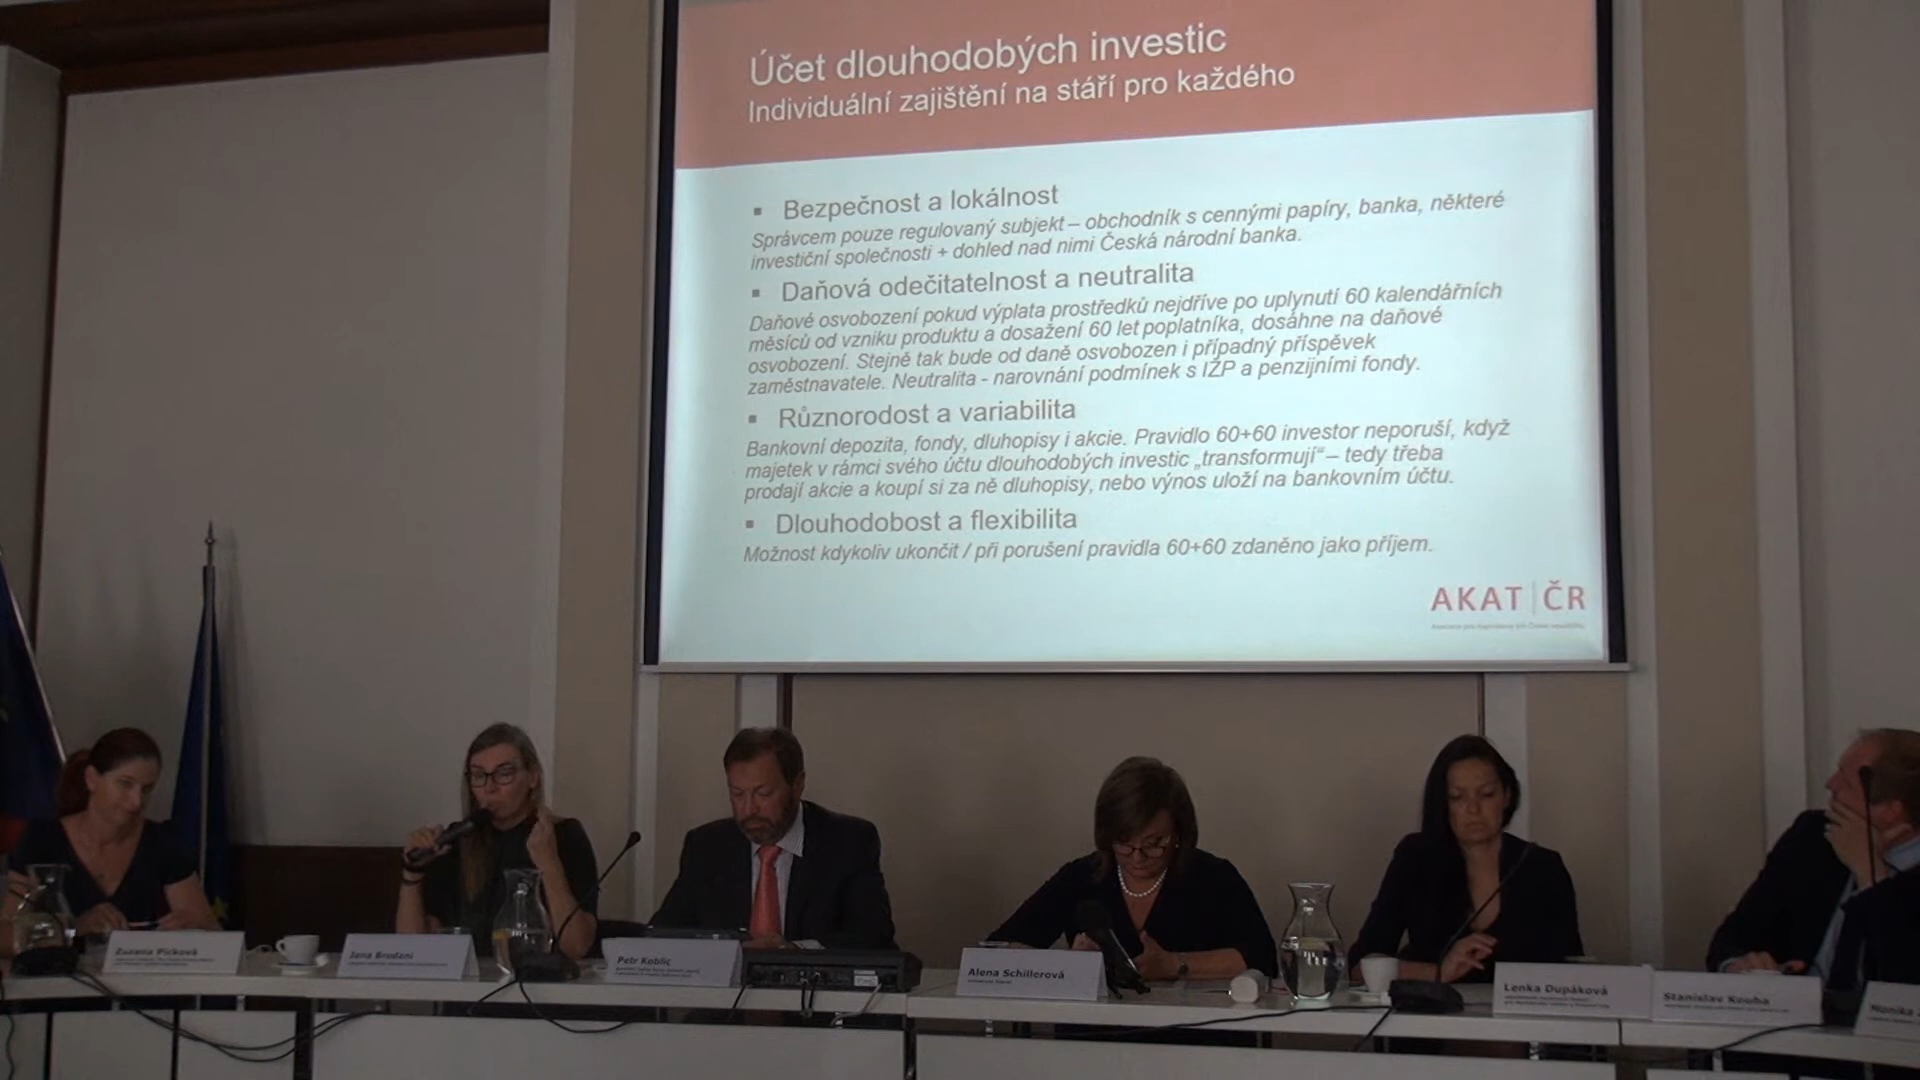 Účet dlouhodobých investic
Individuální zajištění na stáří pro každého
▪ Bezpečnost a lokálnost
Správcem pouze regulovaný subjekt – obchodník s cennými papíry, banka, některé
investiční společnosti + dohled nad nimi Česká národní banka.
▪ Daňová odečitatelnost a neutralita
Daňové osvobození pokud výplata prostředků nejdříve po uplynutí 60 kalendářních
měsíců od vzniku produktu a dosažení 60 let poplatníka, dosáhne na daňové
osvobození. Stejně tak bude od daně osvobozen i případný příspěvek
zaměstnavatele. Neutralita - narovnání podmínek s IŽP a penzijními fondy.
▪ Různorodost a variabilita
Bankovní depozita, fondy, dluhopisy i akcie. Pravidlo 60+60 investor neporuší, když
majetek v rámci svého účtu dlouhodobých investic „transformují“ – tedy třeba
prodají akcie a koupí si za ně dluhopisy, nebo výnos uloží na bankovním účtu.
▪ Dlouhodobost a flexibilita
Možnost kdykoliv ukončit / při porušení pravidla 60+60 zdaněno jako příjem.
AKAT ČR
Zuzana Picková
Jana Brodani
Petr Koblic
Alena Schillerová
Lenka Dupáková
Stanislav Kouba
Monika